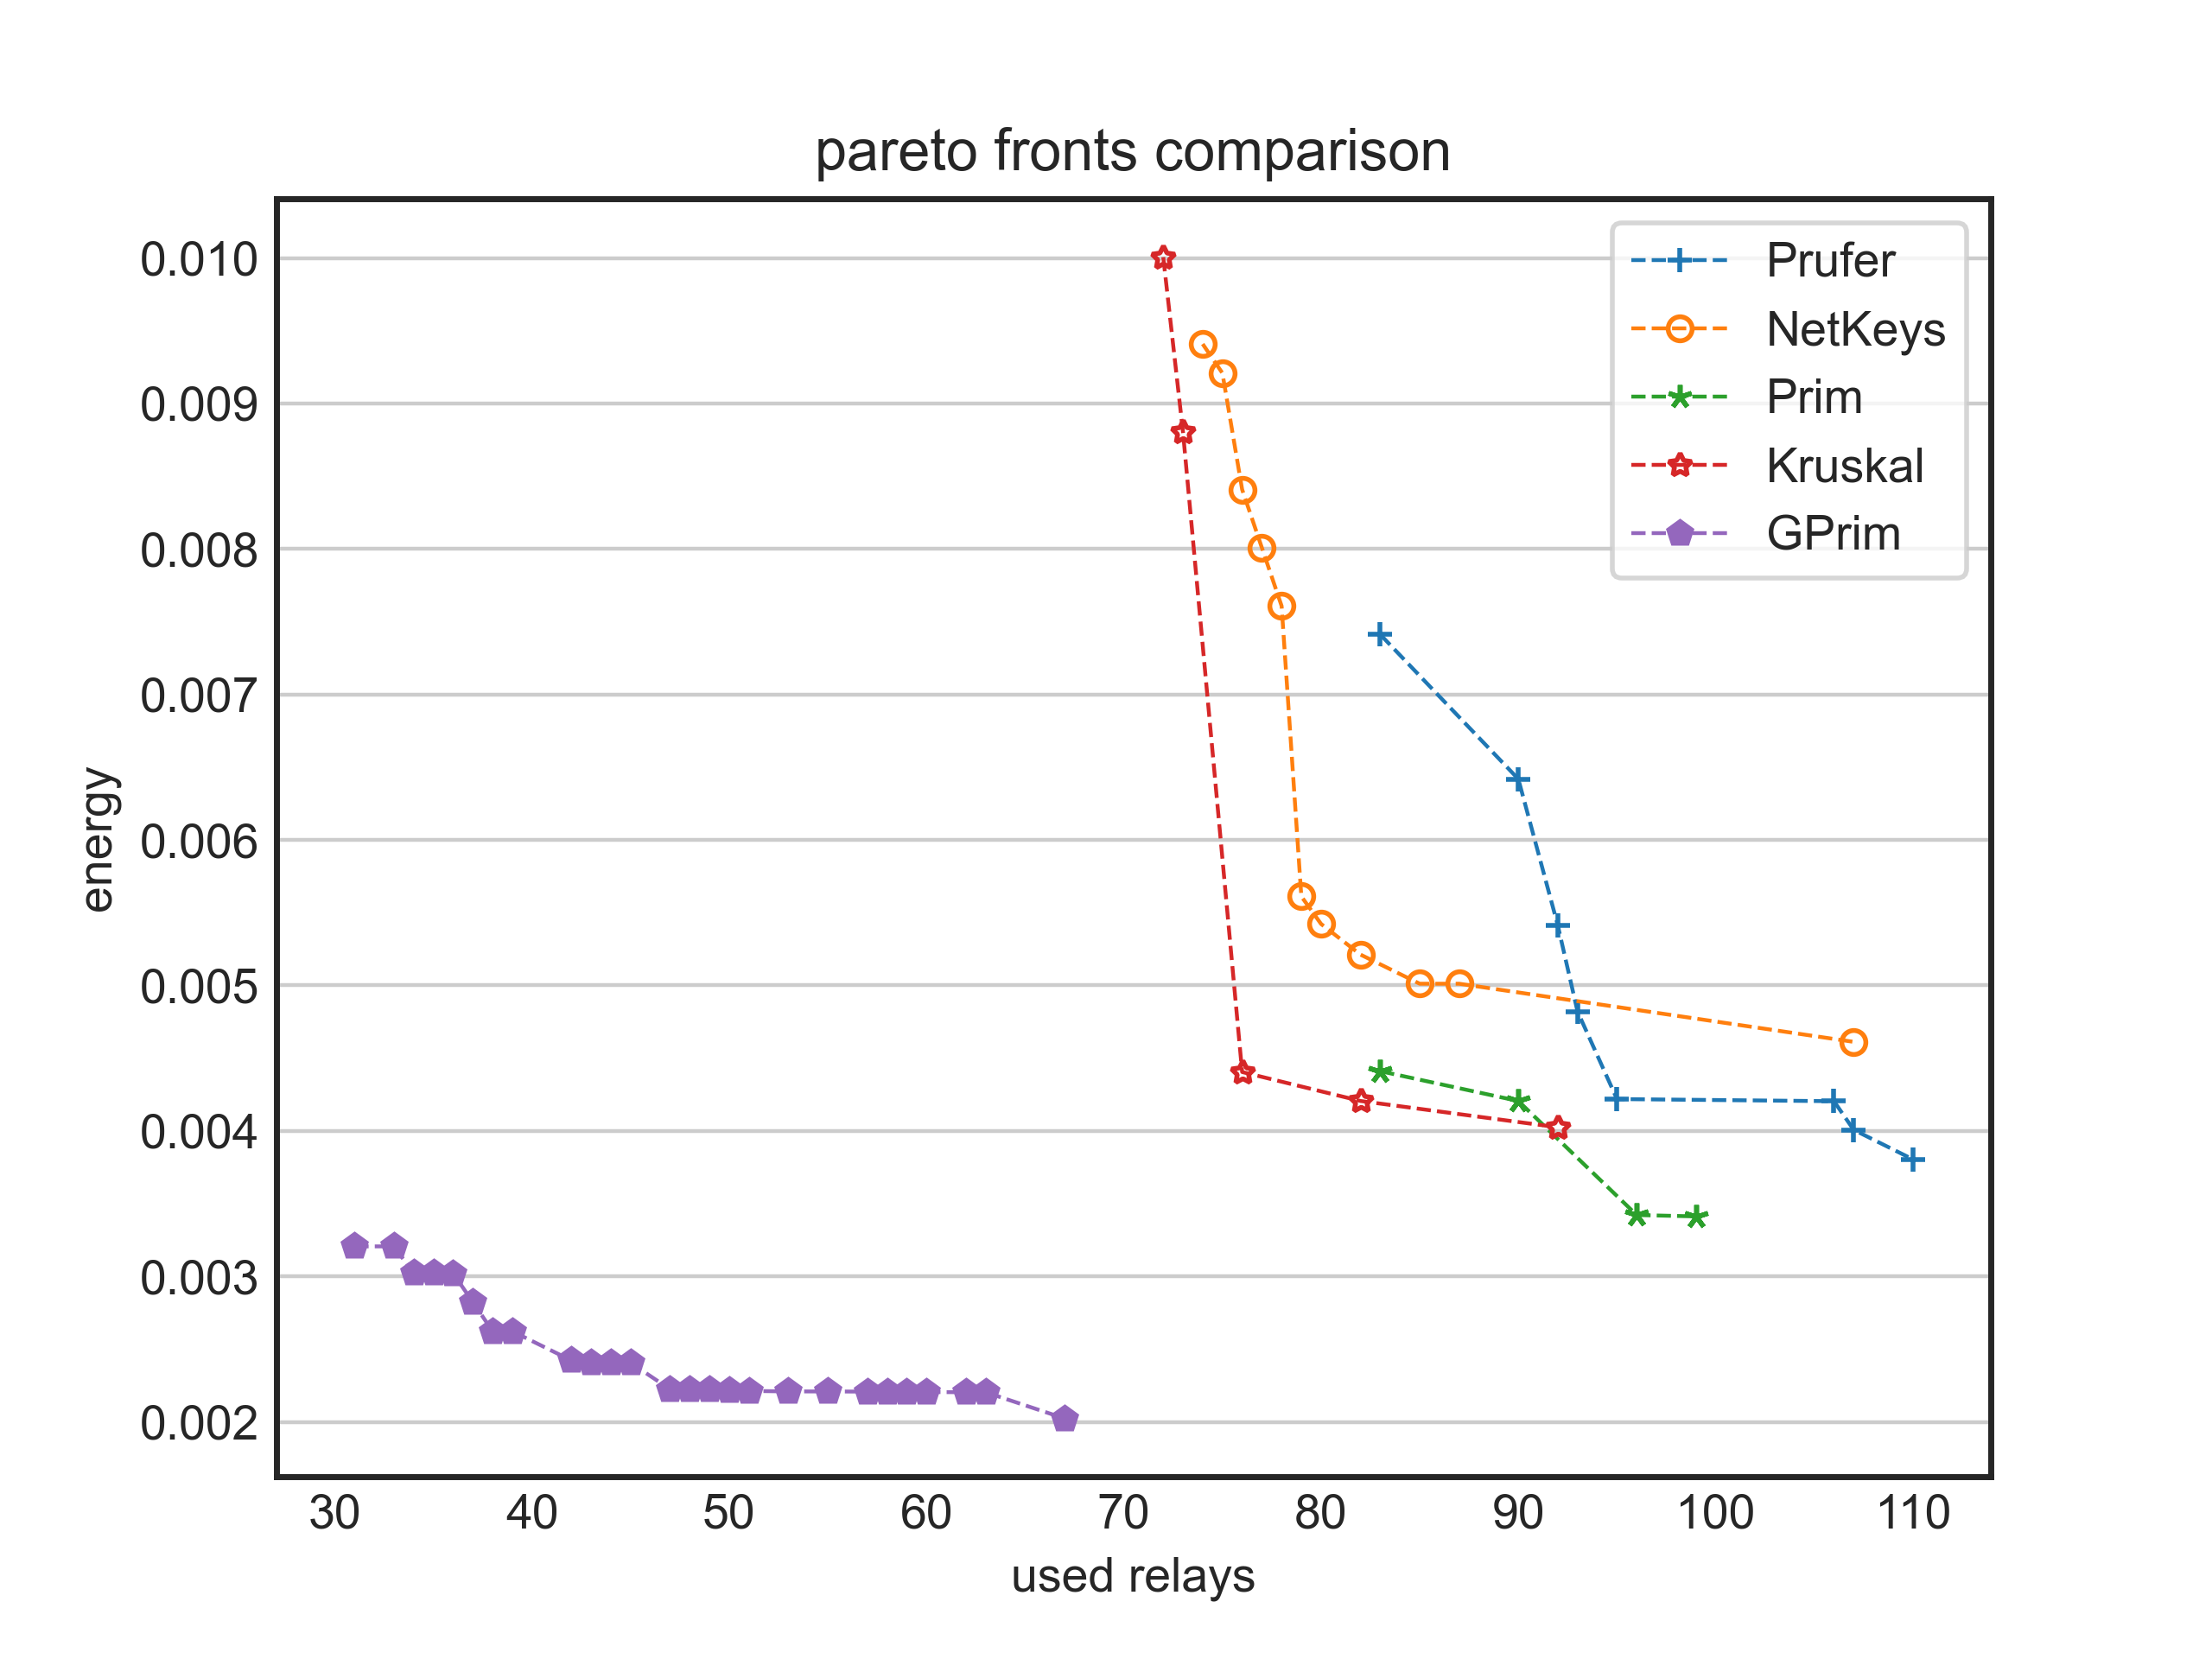 pareto fronts comparison
0.010
0.009
0.008
0.007
0.006
0.005
0.004
0.003
0.002
energy
Prufer
NetKeys
Prim
Kruskal
GPrim
30 40 50 60 70 80 90 100 110
used relays